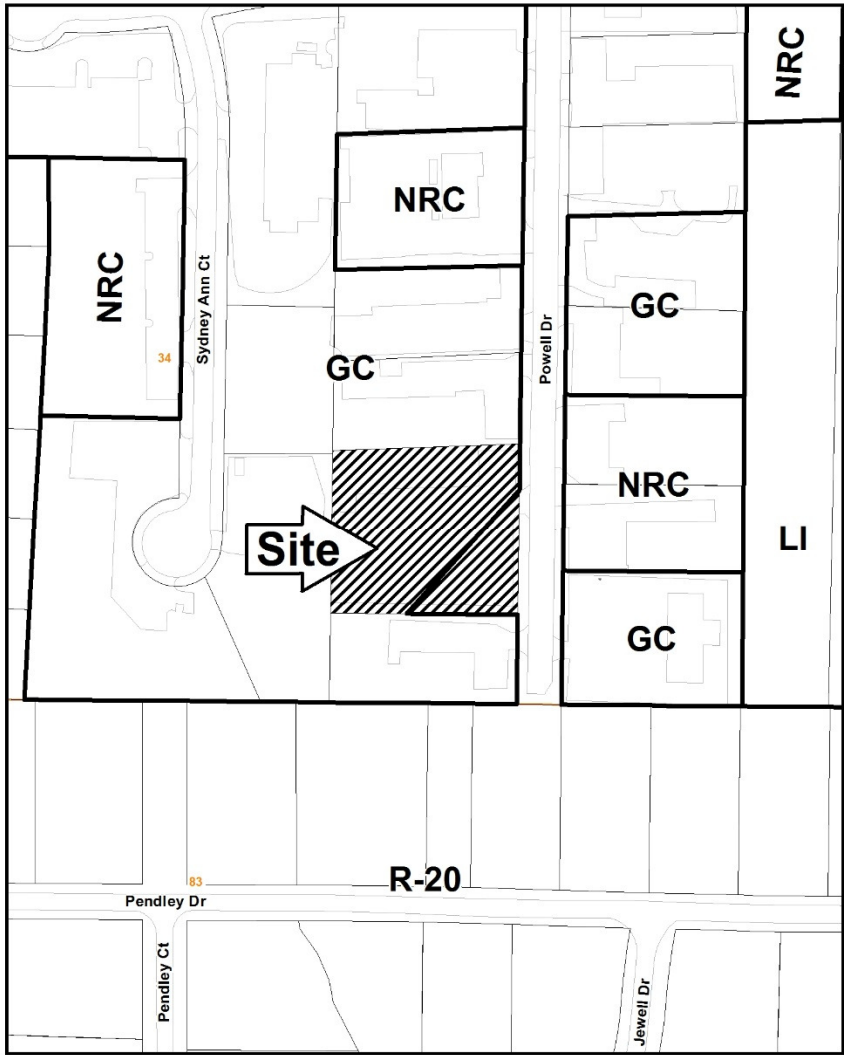 NRC
NRC
NRC
Sydney Ann Ct
GC
34
Powell Dr
GC
NRC
Site
LI
GC
83
R-20
Pendley Dr
Pendley Ct
Jewell Dr